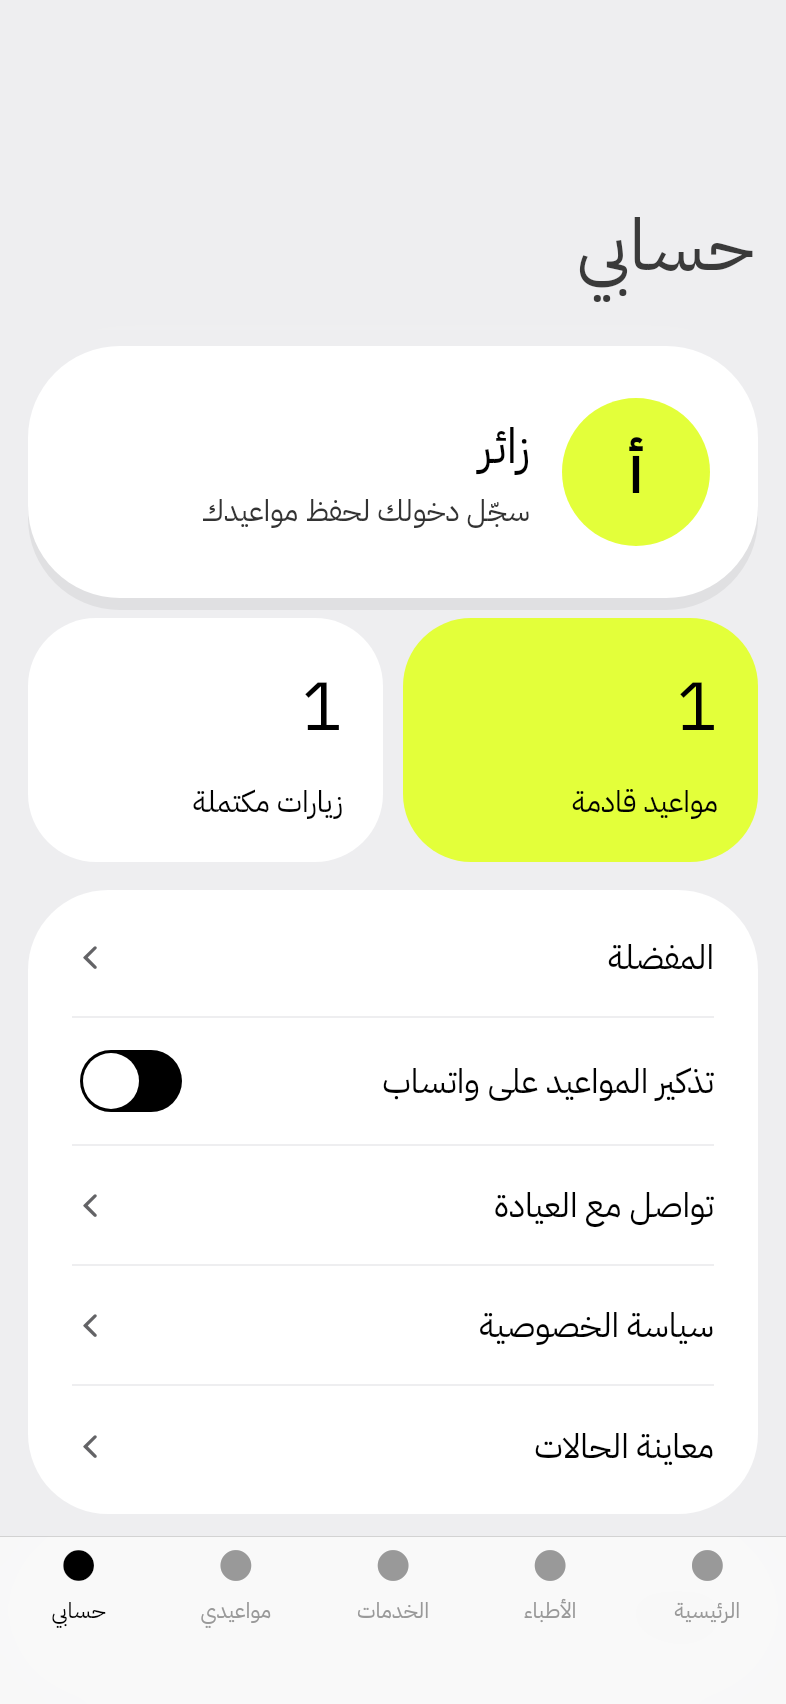 حسابي
أ
زائر
سجّل دخولك لحفظ مواعيدك
1
مواعيد قادمة
1
زيارات مكتملة
المفضلة
تذكير المواعيد على واتساب
تواصل مع العيادة
سياسة الخصوصية
معاينة الحالات
الرئيسية
الأطباء
الخدمات
مواعيدي
حسابي